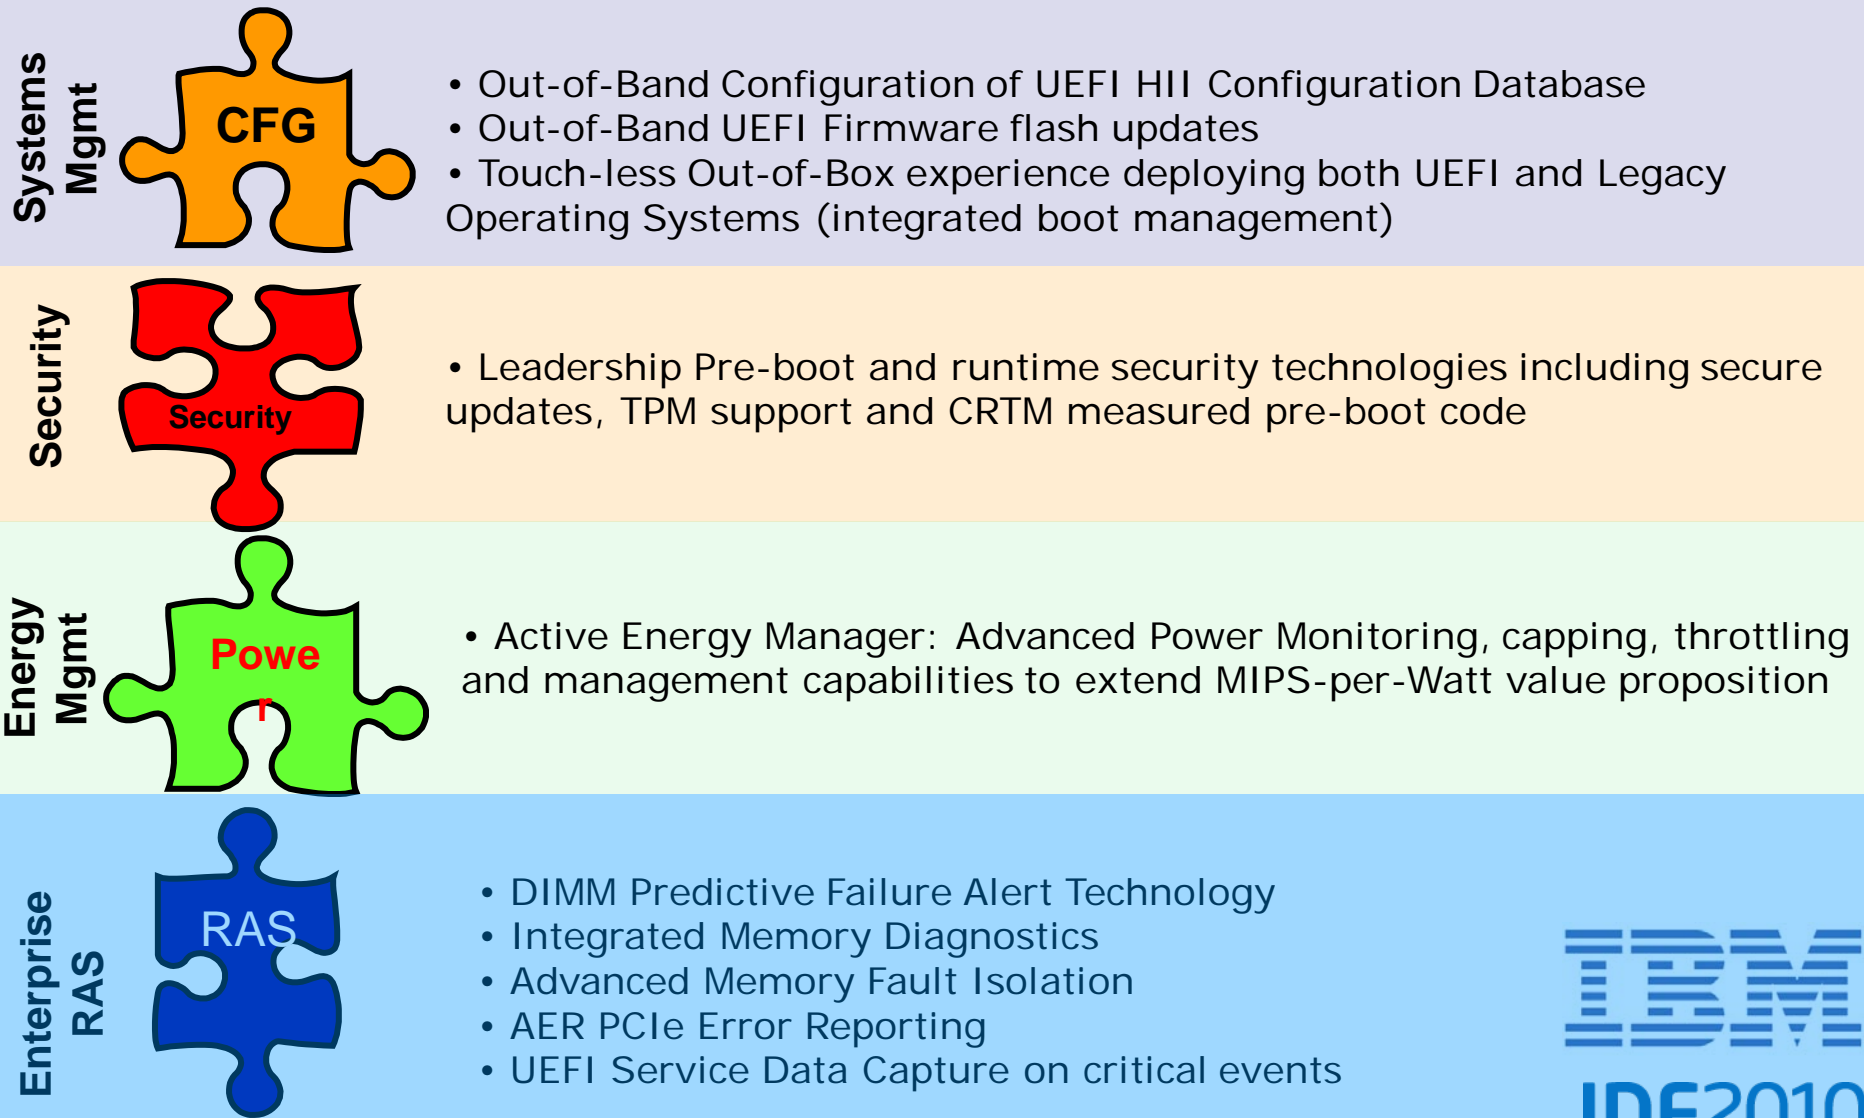 Systems
Mgmt
CFG
• Out-of-Band Configuration of UEFI HII Configuration Database
• Out-of-Band UEFI Firmware flash updates
• Touch-less Out-of-Box experience deploying both UEFI and Legacy
Operating Systems (integrated boot management)
Security
Security
• Leadership Pre-boot and runtime security technologies including secure
updates, TPM support and CRTM measured pre-boot code
Energy
Mgmt
Powe
r
• Active Energy Manager: Advanced Power Monitoring, capping, throttling
and management capabilities to extend MIPS-per-Watt value proposition
Enterprise
RAS
RAS
• DIMM Predictive Failure Alert Technology
• Integrated Memory Diagnostics
• Advanced Memory Fault Isolation
• AER PCIe Error Reporting
• UEFI Service Data Capture on critical events
IBM
IDF2010